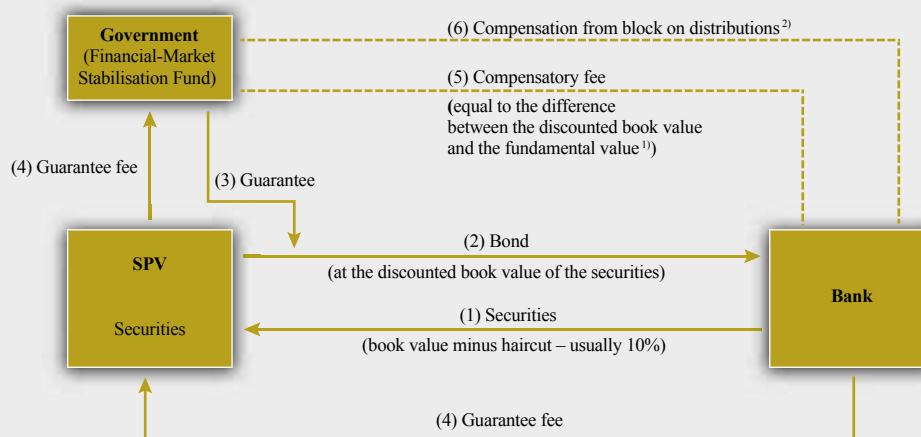 Government
(Financial-Market
Stabilisation Fund)
(6) Compensation from block on distributions 2)
(5) Compensatory fee
(equal to the difference
between the discounted book value
and the fundamental value 1))
(4) Guarantee fee
(3) Guarantee
SPV
Securities
(2) Bond
(at the discounted book value of the securities)
(1) Securities
(book value minus haircut – usually 10%)
Bank
(4) Guarantee fee